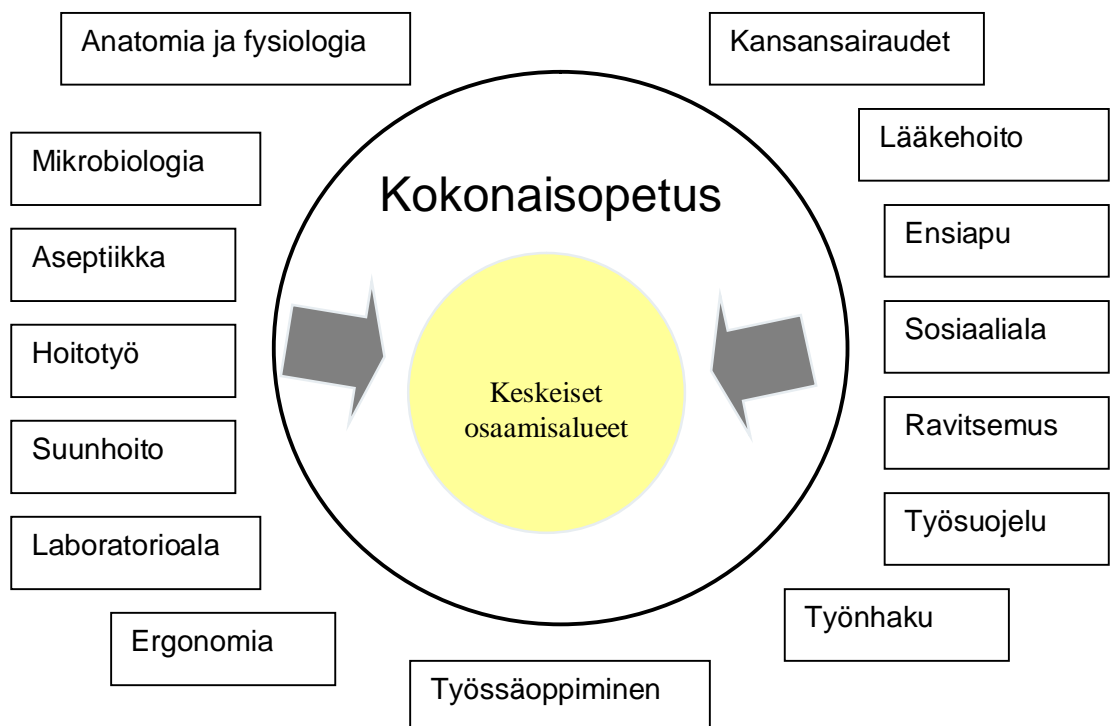 Anatomia ja fysiologia
Kansansairaudet
Mikrobiologia
Lääkehoito
Kokonaisopetus
Aseptiikka
Ensiapu
Hoitotyö
Sosiaaliala
Keskeiset
osaamisalueet
Suunhoito
Ravitsemus
Laboratorioala
Työsuojelu
Ergonomia
Työnhaku
Työssäoppiminen